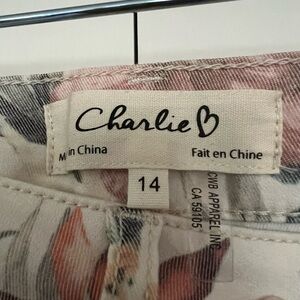 Charlie B
in China
Fait en Chine
14
CWB APPAREL INC
CA 59105